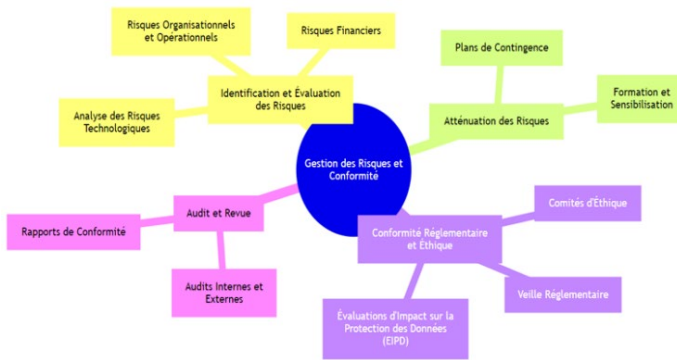 Risques Organisationnels
et Opérationnels
Risques Financiers
Plans de Contingence
Identification et Évaluation
des Risques
Formation et
Sensibilisation
Analyse des Risques
Technologiques
Atténuation des Risques
Gestion des Risques et
Conformité
Comités d'Éthique
Audit et Revue
Rapports de Conformité
Conformité Réglementaire
et Éthique
Audits Internes et
Externes
Veille Réglementaire
Évaluations d'Impact sur la
Protection des Données
(EIPD)